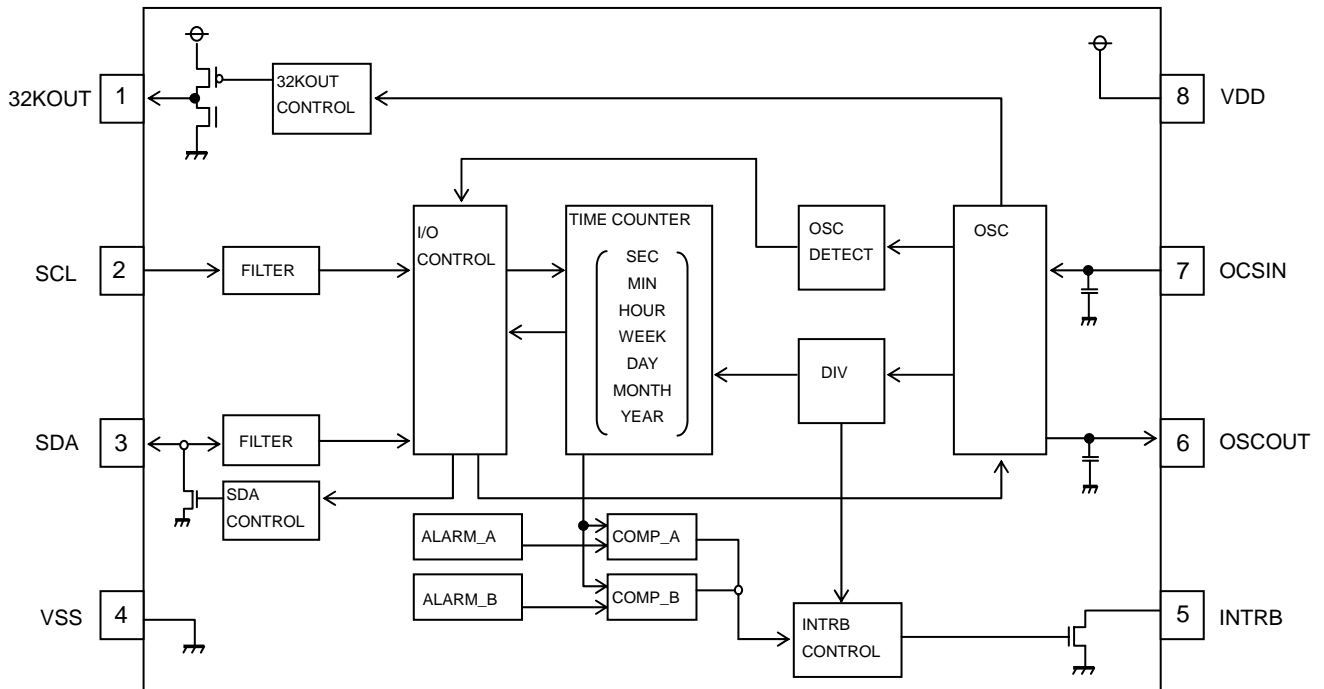 32KOUT
1
32KOUT
CONTROL
8
VDD
SCL
2
FILTER
I/O
CONTROL
TIME COUNTER
SEC
MIN
HOUR
WEEK
DAY
MONTH
YEAR
OSC
DETECT
OSC
7
OCSIN
DIV
SDA
3
FILTER
6
OSCOUT
SDA
CONTROL
ALARM_A
COMP_A
ALARM_B
COMP_B
VSS
4
INTRB
CONTROL
5
INTRB